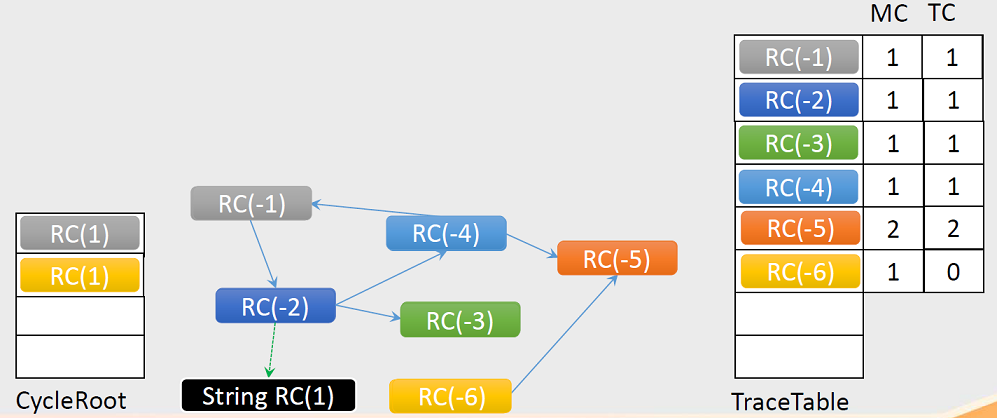 MC TC
RC(-1) 1 1
RC(-2) 1 1
RC(-3) 1 1
RC(-4) 1 1
RC(-5) 2 2
RC(-6) 1 0
TraceTable
RC(1)
RC(1)
CycleRoot
RC(-1)
RC(-4)
RC(-5)
RC(-2)
RC(-3)
String RC(1)
RC(-6)